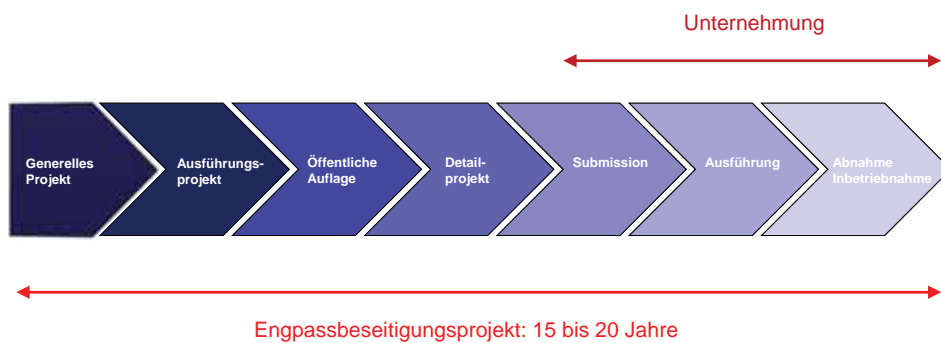 Unternehmung
Generelles
Projekt
Ausführungs-
projekt
Öffentliche
Auflage
Detail-
projekt
Submission
Ausführung
Abnahme
Inbetriebnahme
Engpassbeseitigungsprojekt: 15 bis 20 Jahre